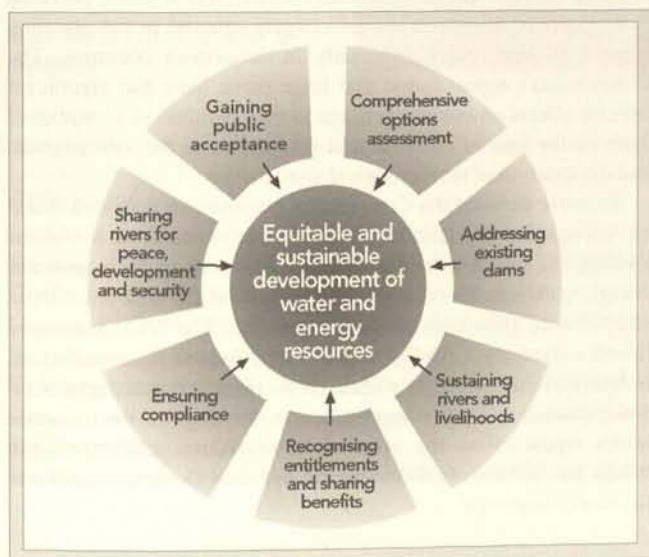 Gaining
public
acceptance
Comprehensive
options
assessment
Sharing
rivers for
peace,
development
and security
Equitable and
sustainable
development of
water and
energy
resources
Addressing
existing
dams
Ensuring
compliance
Sustaining
rivers and
livelihoods
Recognising
entitlements
and sharing
benefits